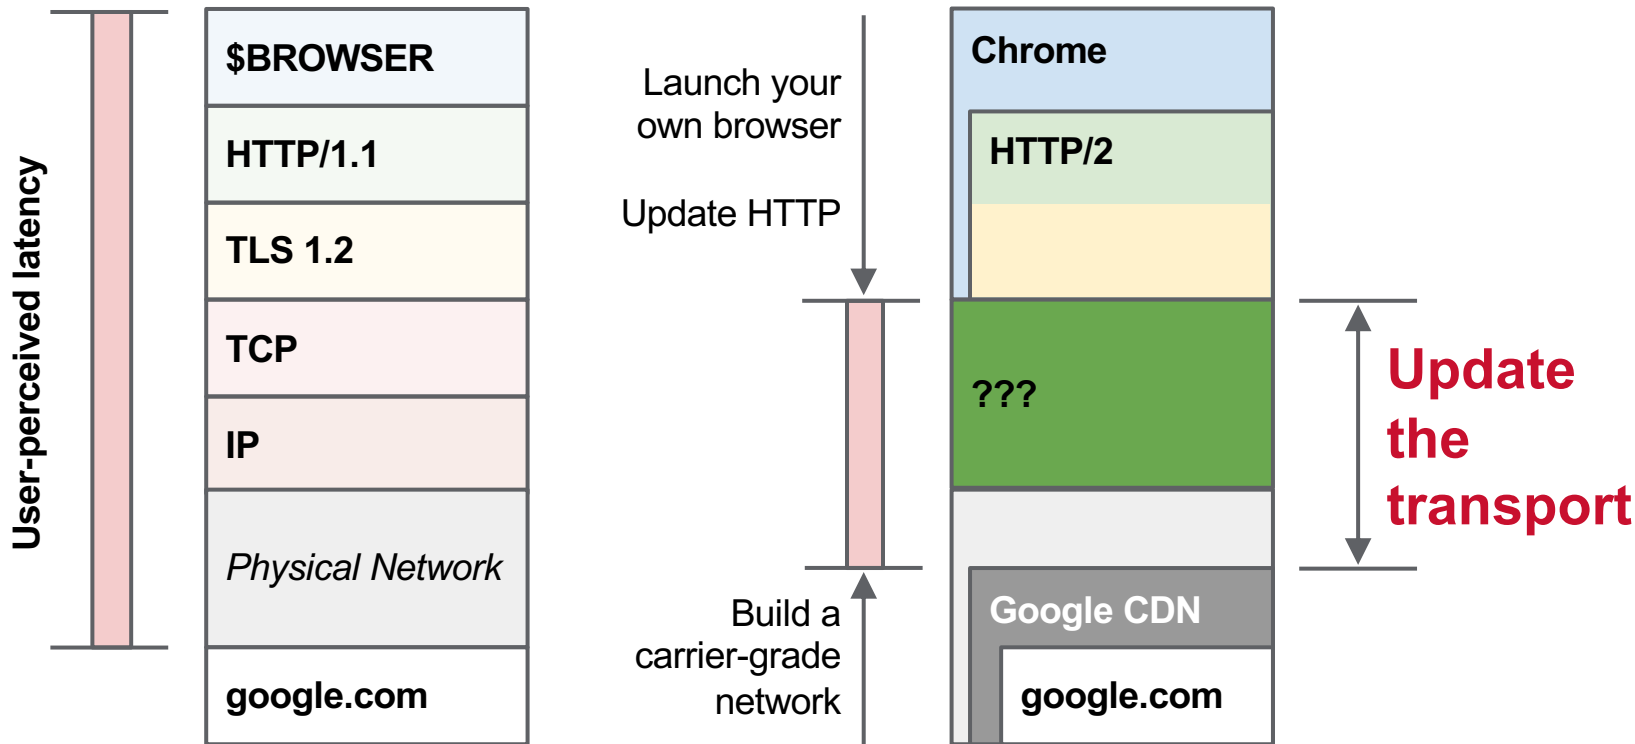 User-perceived latency
$BROWSER
HTTP/1.1
TLS 1.2
TCP
IP
Physical Network
google.com
Launch your
own browser
Update HTTP
Build a
carrier-grade
network
Chrome
HTTP/2
???
Google CDN
google.com
Update
the
transport